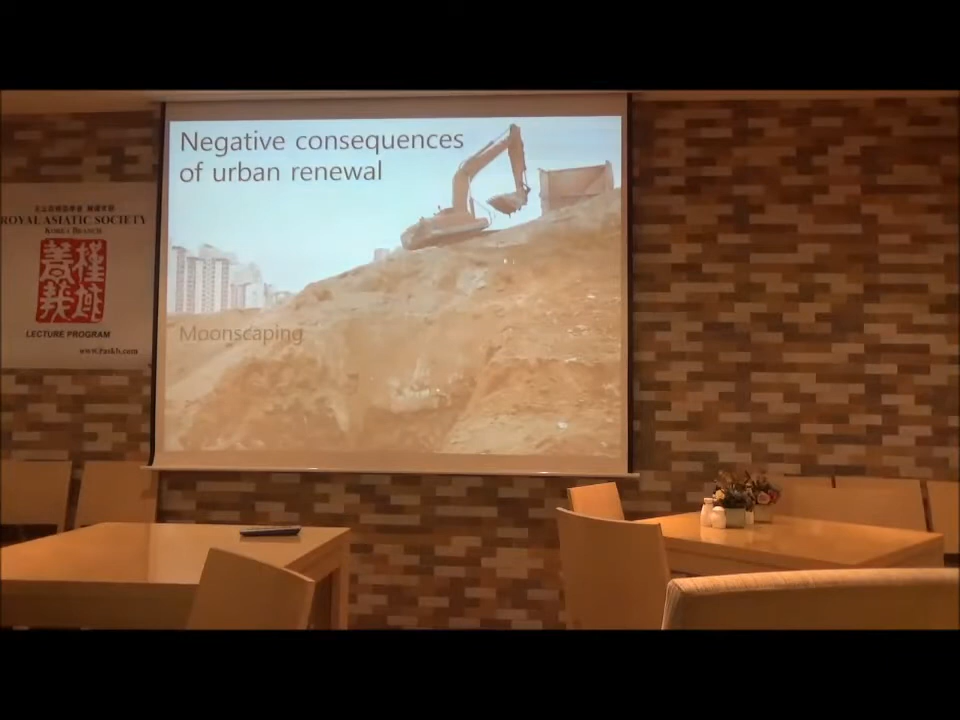 Negative consequences
of urban renewal
Moonscaping
ROYAL ASIATIC SOCIETY
KOREA BRANCH
LECTURE PROGRAM